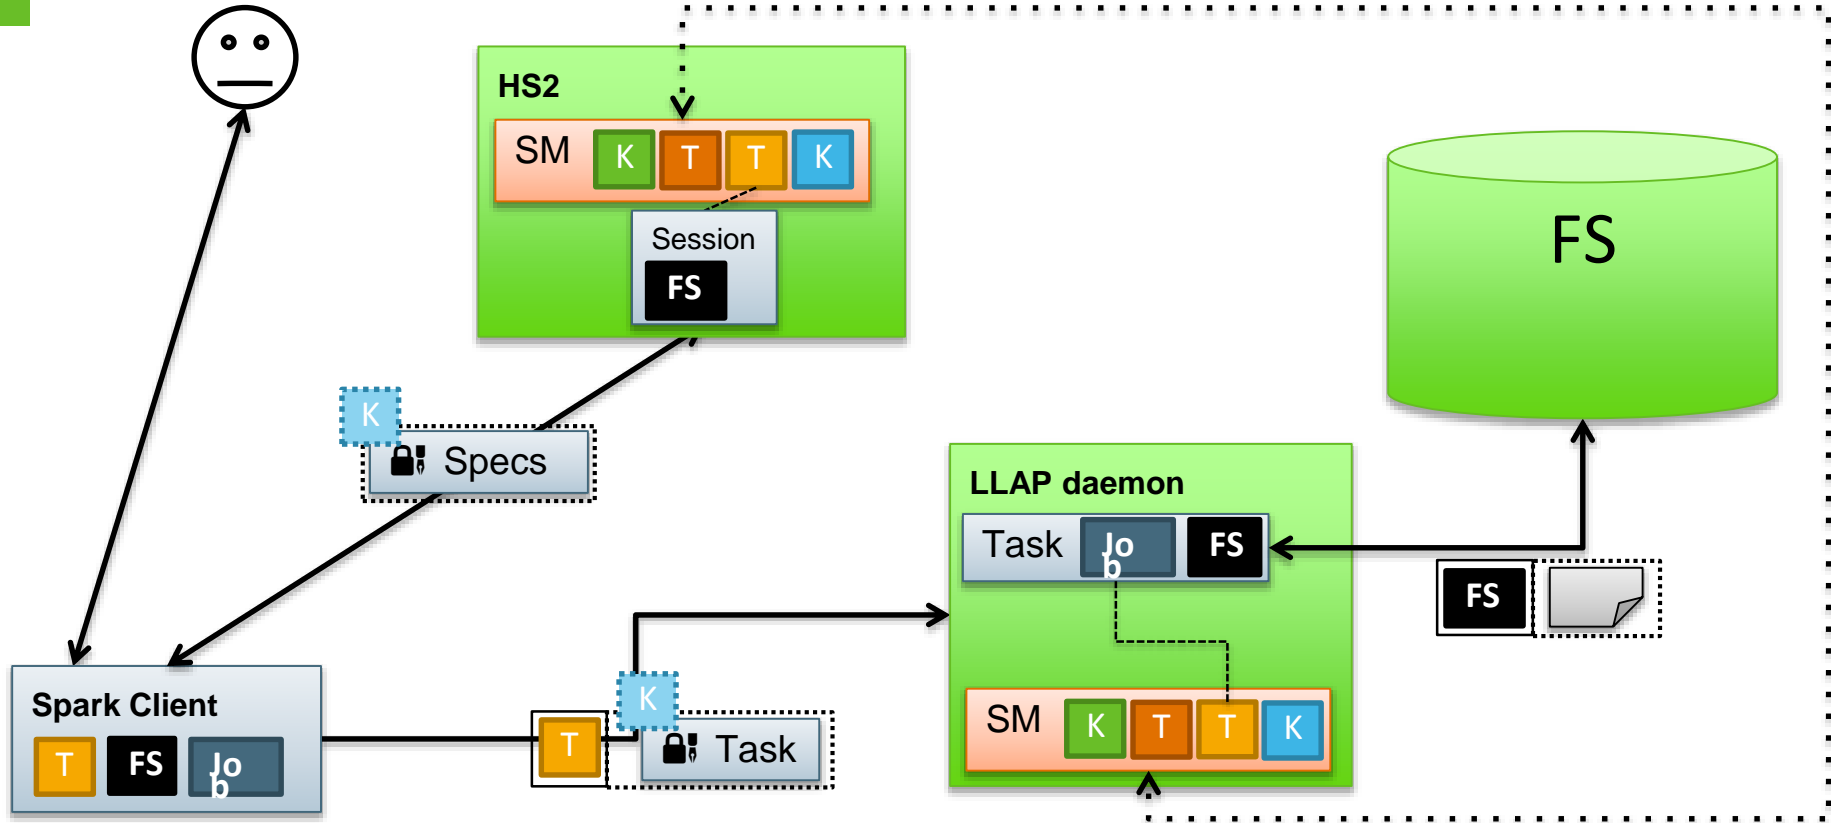 HS2
SM K T T K
Session
FS
FS
K
Specs
LLAP daemon
Task Jo
b FS
FS
SM K T T K
Spark Client
T FS Jo
b
T
K
Task